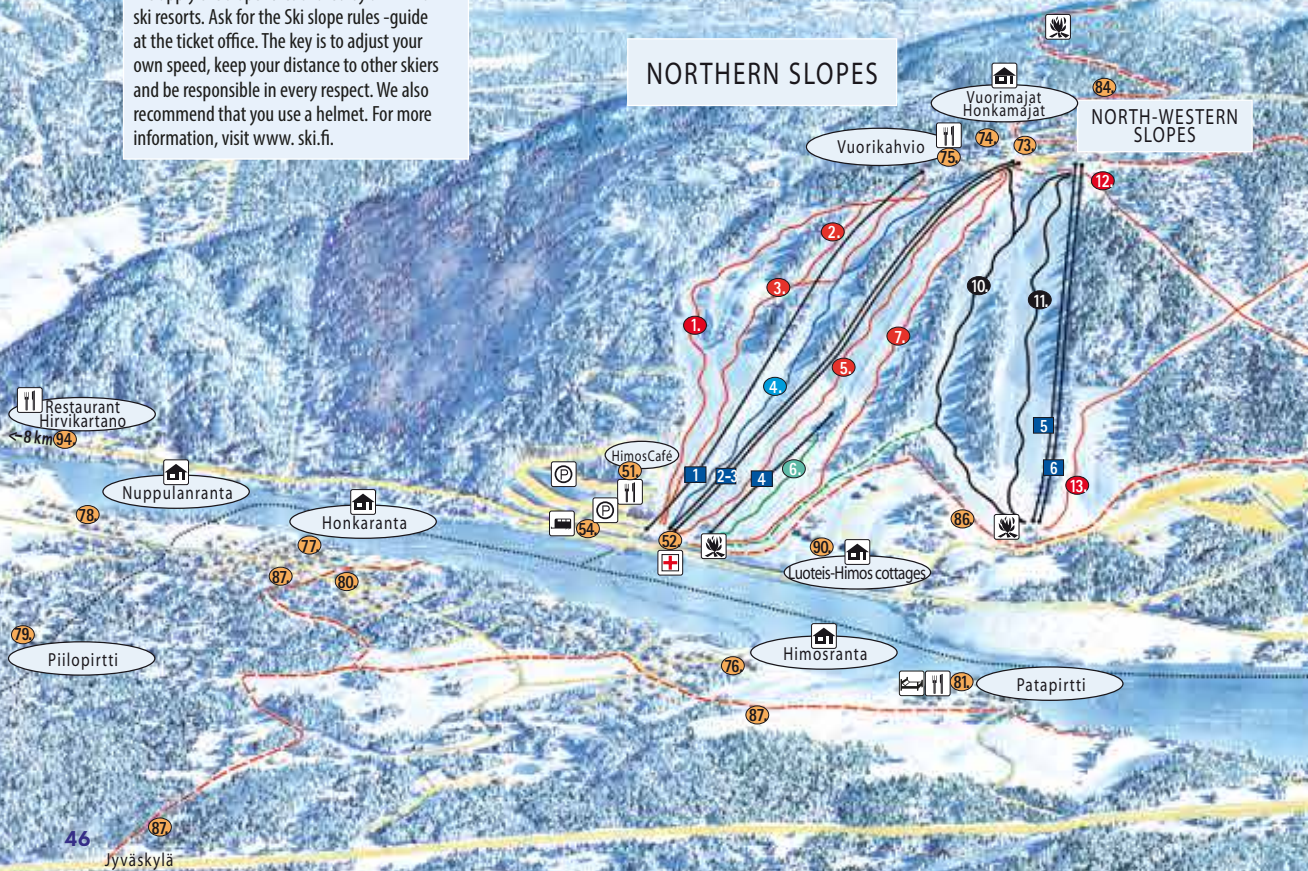 ski resorts. Ask for the Ski slope rules -guide
at the ticket office. The key is to adjust your
own speed, keep your distance to other skiers
and be responsible in every respect. We also
recommend that you use a helmet. For more
information, visit www. ski.fi.
NORTHERN SLOPES
Vuorimajat
Honkamajat
84.
NORTH-WESTERN
SLOPES
Vuorikahvio
75.
74.
73.
12.
2.
3.
1.
10.
11.
7.
5.
4.
Restaurant
Hirvikartano
<-8 km 94.
HimosCafé
51.
P
P
1
2-3
4
6.
5
6
13.
Nuppulanranta
78.
Honkaranta
77.
54.
52.
86.
90.
Luoteis-Himos cottages
87.
80.
79.
Piilopirtti
Himosranta
76.
81.
Patapirtti
87.
87.
46
Jyväskylä